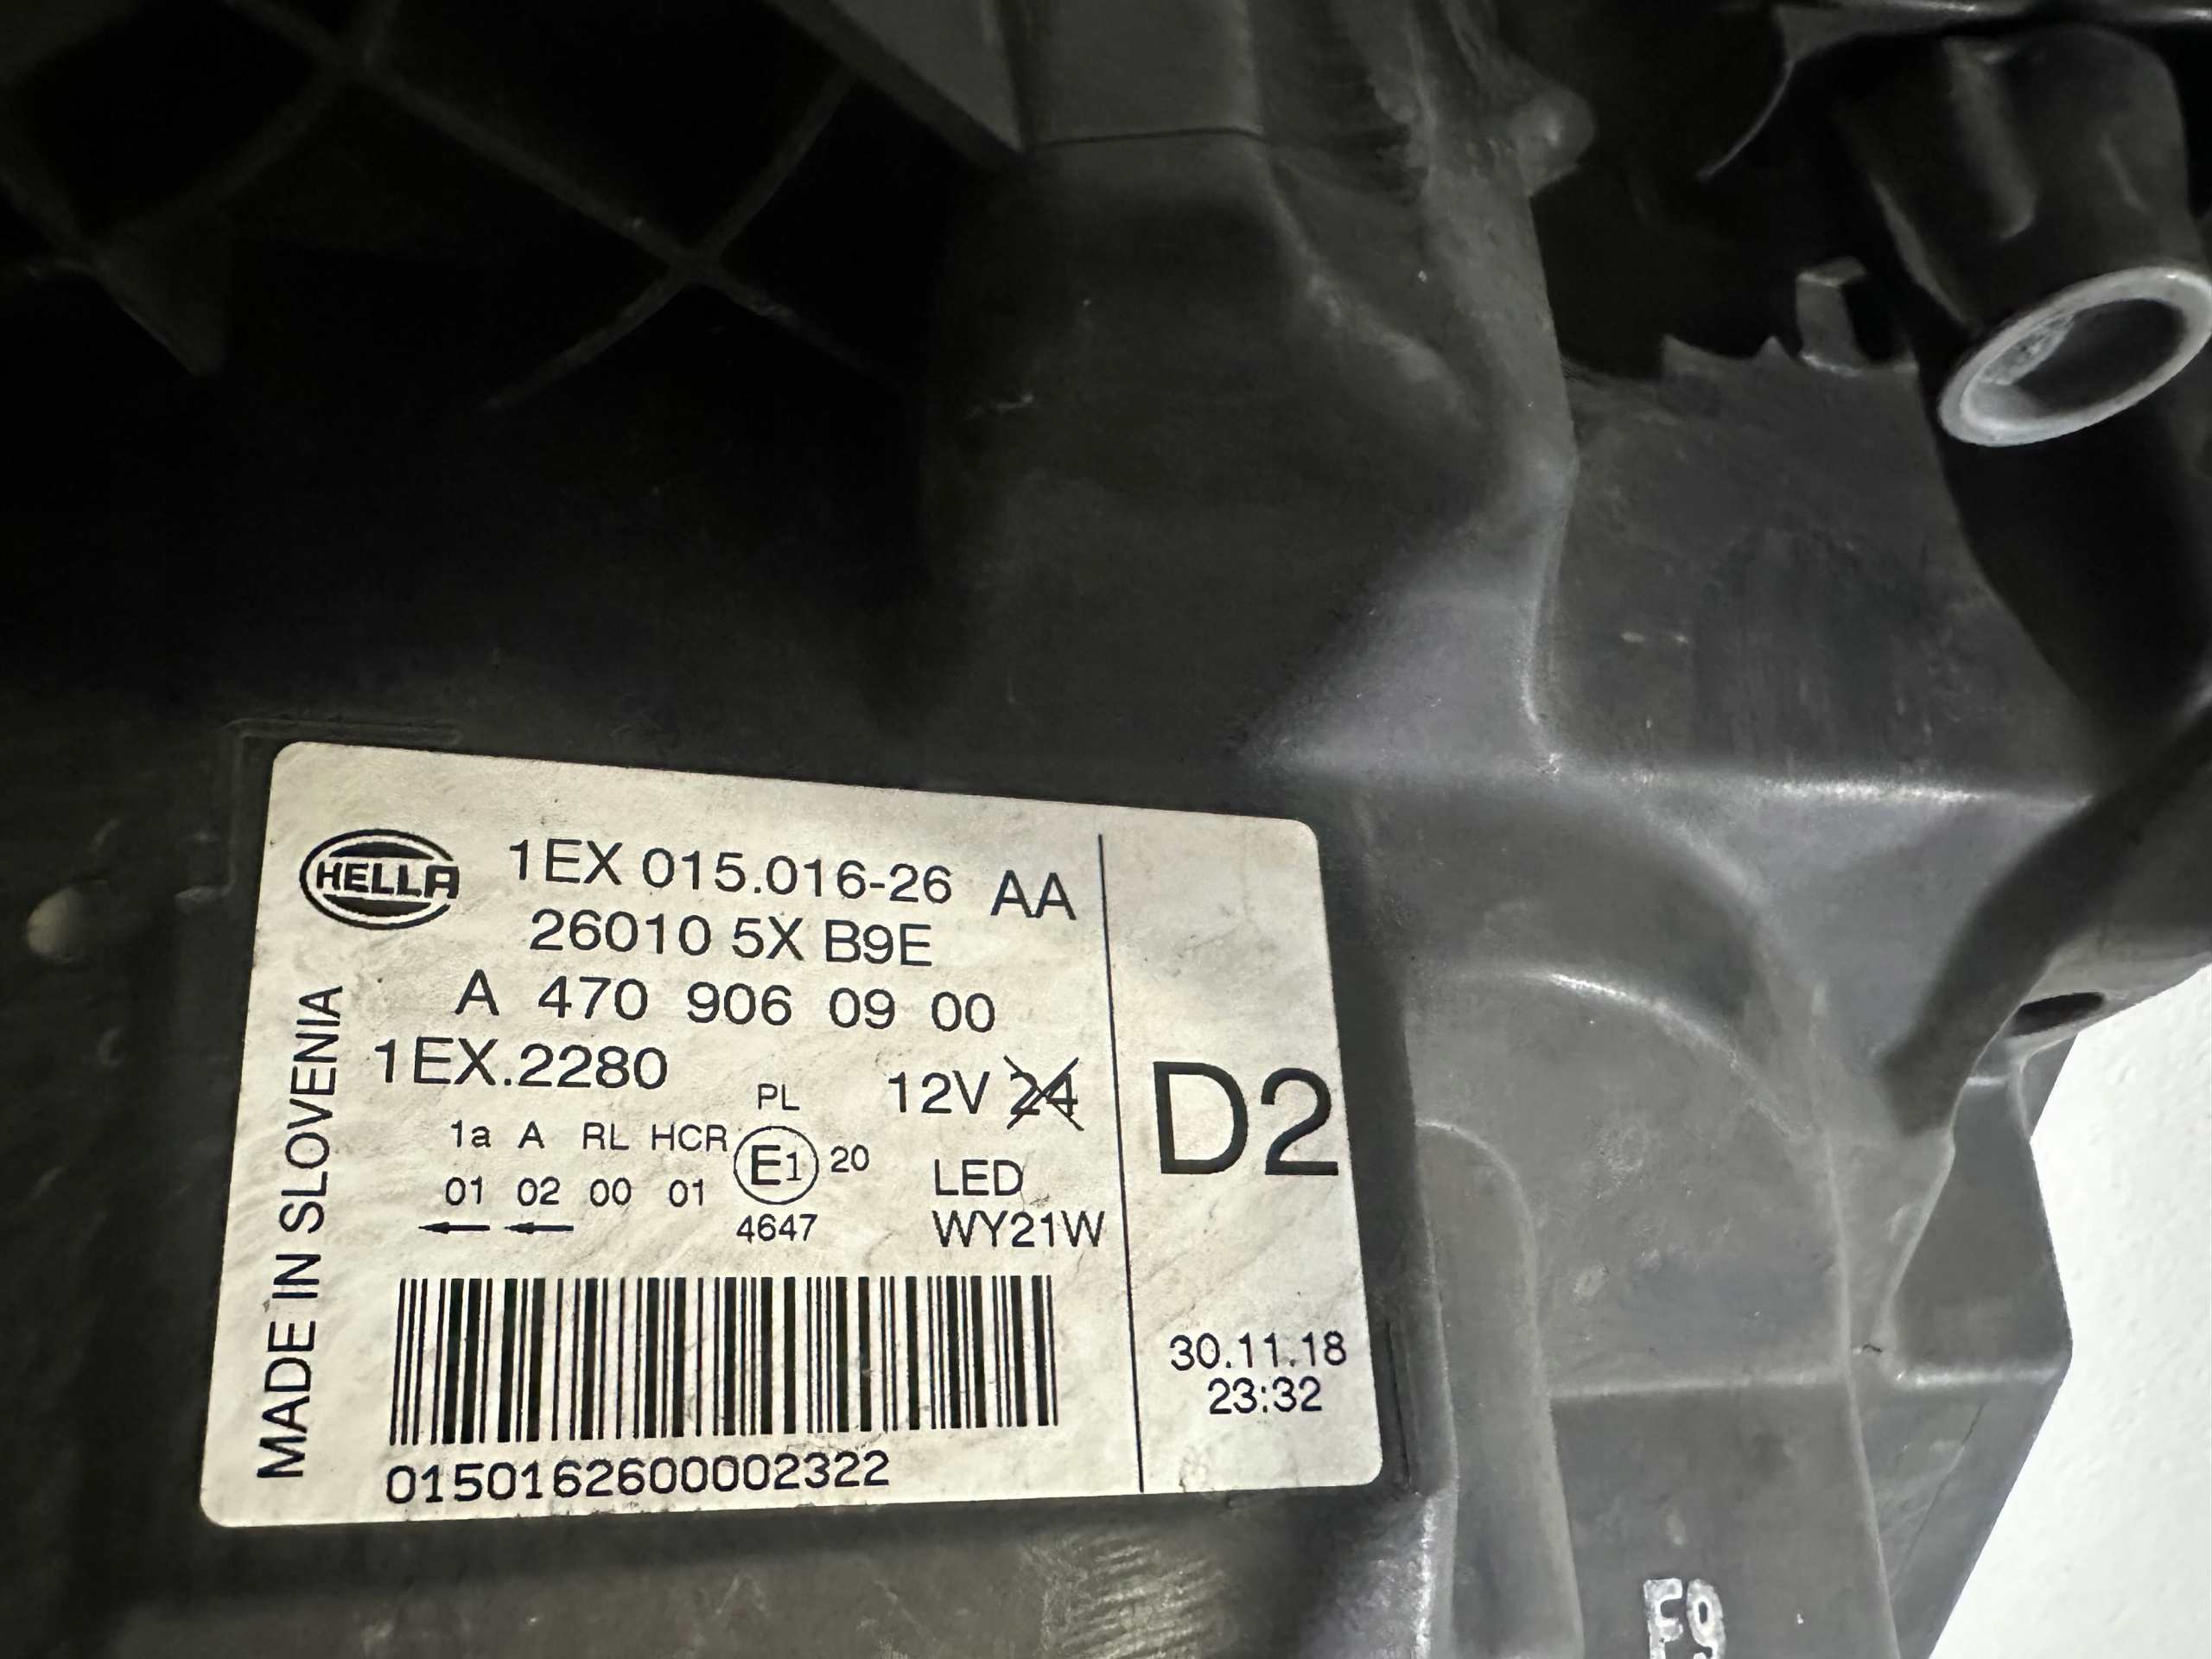 HELLA
1EX 015.016-26 AA
26010 5X B9E
A 470 906 09 00
1EX.2280
12V 24
PL
1a A RL HCR
E1 20
01 02 00 01
4647
LED
WY21W
MADE IN SLOVENIA
0150162600002322
D2
30.11.18
23:32